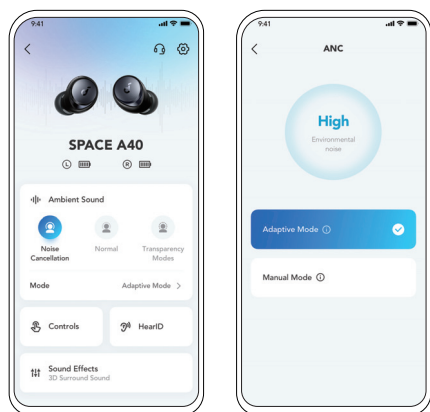 9:41
SPACE A40
L
R
Ambient Sound
Noise
Cancellation
Normal
Transparency
Modes
Mode
Adaptive Mode >
Controls
HearID
Sound Effects
3D Surround Sound
9:41
ANC
High
Environmental
noise
Adaptive Mode
Manual Mode